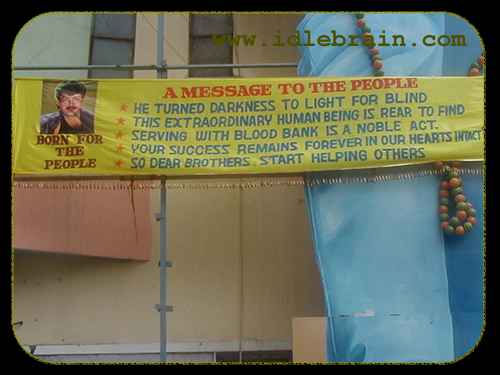 www.idlebrain.com
A MESSAGE TO THE PEOPLE
HE TURNED DARKNESS TO LIGHT FOR BLIND
THIS EXTRAORDINARY HUMAN BEING IS REAR TO FIND
SERVING WITH BLOOD BANK IS A NOBLE ACT.
YOUR SUCCESS REMAINS FOREVER IN OUR HEARTS INTACT
SO DEAR BROTHERS START HELPING OTHERS
BORN FOR
THE
PEOPLE